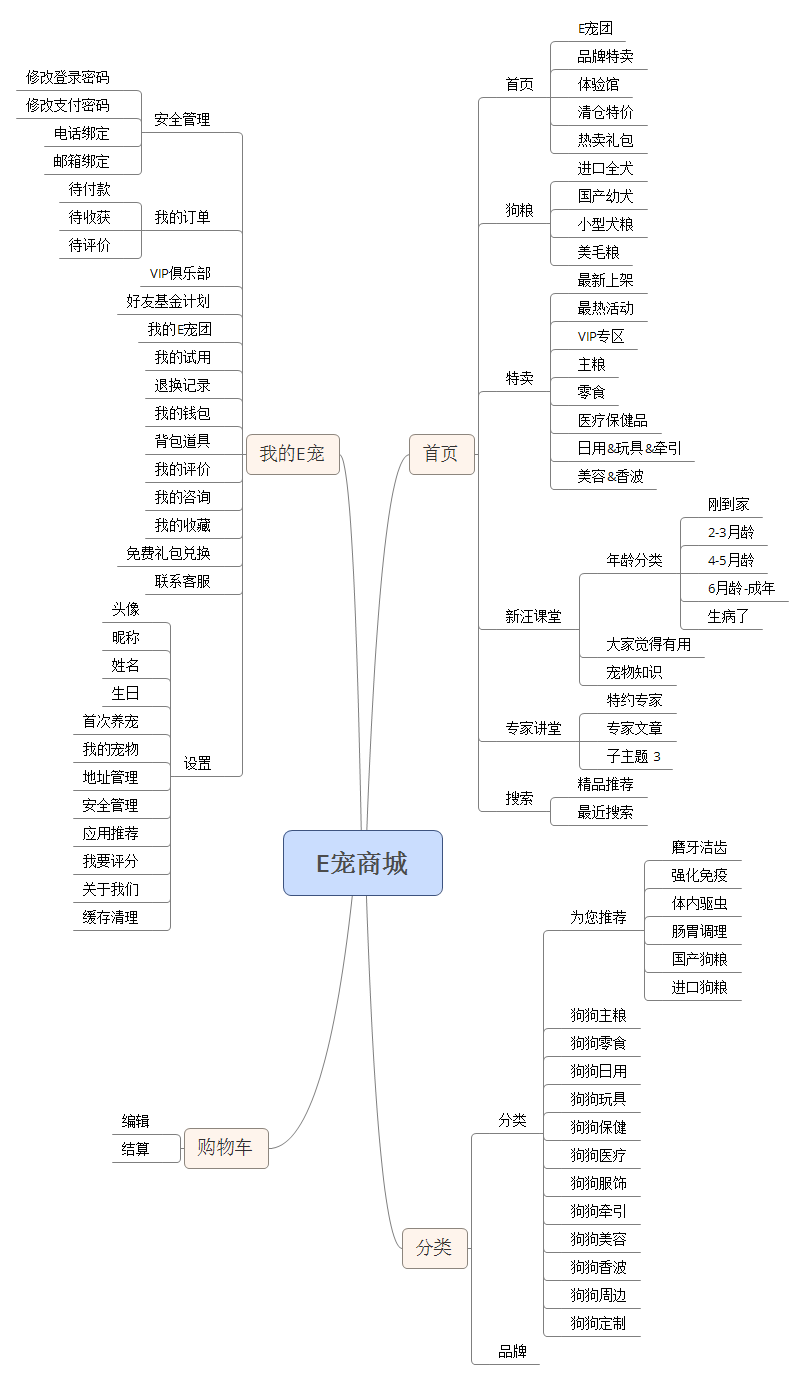 E宠商城
首页
首页
E宠团
品牌特卖
体验馆
清仓特价
热卖礼包
狗粮
进口全犬
国产幼犬
小型犬粮
美毛粮
特卖
最新上架
最热活动
VIP专区
主粮
零食
医疗保健品
日用&玩具&牵引
美容&香波
新汪课堂
年龄分类
刚到家
2-3月龄
4-5月龄
6月龄-成年
生病了
大家觉得有用
宠物知识
专家讲堂
特约专家
专家文章
子主题 3
搜索
精品推荐
最近搜索
分类
分类
为您推荐
磨牙洁齿
强化免疫
体内驱虫
肠胃调理
国产狗粮
进口狗粮
狗狗主粮
狗狗零食
狗狗日用
狗狗玩具
狗狗保健
狗狗医疗
狗狗服饰
狗狗牵引
狗狗美容
狗狗香波
狗狗周边
狗狗定制
品牌
购物车
编辑
结算
我的E宠
安全管理
修改登录密码
修改支付密码
电话绑定
邮箱绑定
我的订单
待付款
待收获
待评价
VIP俱乐部
好友基金计划
我的E宠团
我的试用
退换记录
我的钱包
背包道具
我的评价
我的咨询
我的收藏
免费礼包兑换
联系客服
设置
头像
昵称
姓名
生日
首次养宠
我的宠物
地址管理
安全管理
应用推荐
我要评分
关于我们
缓存清理